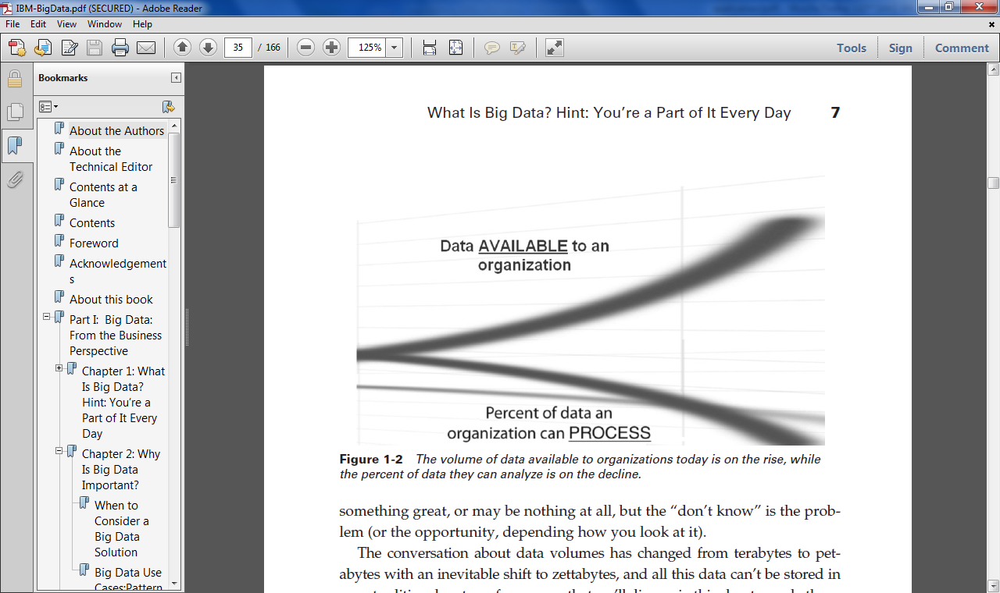 IBM-BigData.pdf (SECURED) - Adobe Reader
File Edit View Window Help
35 / 166 125% Tools Sign Comment
Bookmarks
About the Authors
About the
Technical Editor
Contents at a
Glance
Contents
Foreword
Acknowledgement
s
About this book
Part I: Big Data:
From the Business
Perspective
Chapter 1: What
Is Big Data?
Hint: You're a
Part of It Every
Day
Chapter 2: Why
Is Big Data
Important?
When to
Consider a
Big Data
Solution
Big Data Use
Cases:Pattern
What Is Big Data? Hint: You’re a Part of It Every Day 7
Data AVAILABLE to an
organization
Percent of data an
organization can PROCESS
Figure 1-2 The volume of data available to organizations today is on the rise, while
the percent of data they can analyze is on the decline.
something great, or may be nothing at all, but the “don’t know” is the prob-
lem (or the opportunity, depending how you look at it).
The conversation about data volumes has changed from terabytes to pet-
abytes with an inevitable shift to zettabytes, and all this data can’t be stored in